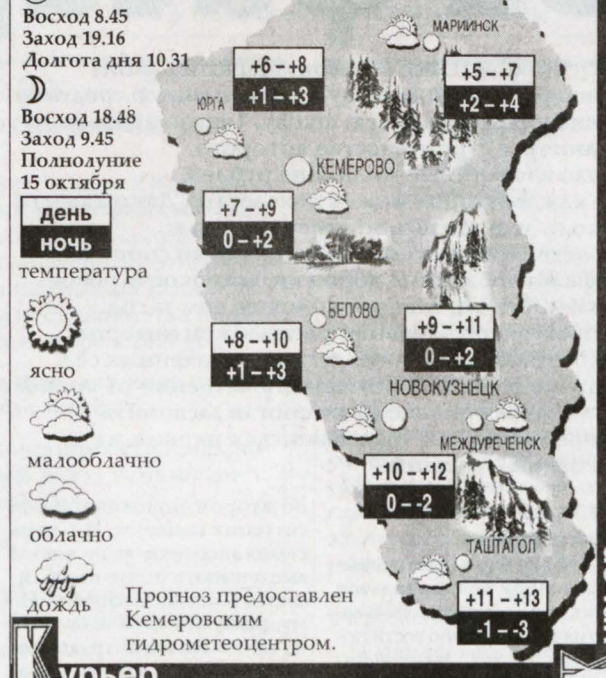 Восход 8.45
Заход 19.16
Долгота дня 10.31
Восход 18.48
Заход 9.45
Полнолуние
15 октября
день
ночь
температура
ясно
малооблачно
облачно
дождь
МАРИИНСК
+5 – +7
+2 – +4
+6 – +8
+1 – +3
ЮРГА
КЕМЕРОВО
+7 – +9
0 – +2
БЕЛОВО
+8 – +10
+1 – +3
+9 – +11
0 – +2
НОВОКУЗНЕЦК
МЕЖДУРЕЧЕНСК
+10 – +12
0 – -2
ТАШТАГОЛ
+11 – +13
-1 – -3
Прогноз предоставлен
Кемеровским
гидрометеоцентром.
Курьер